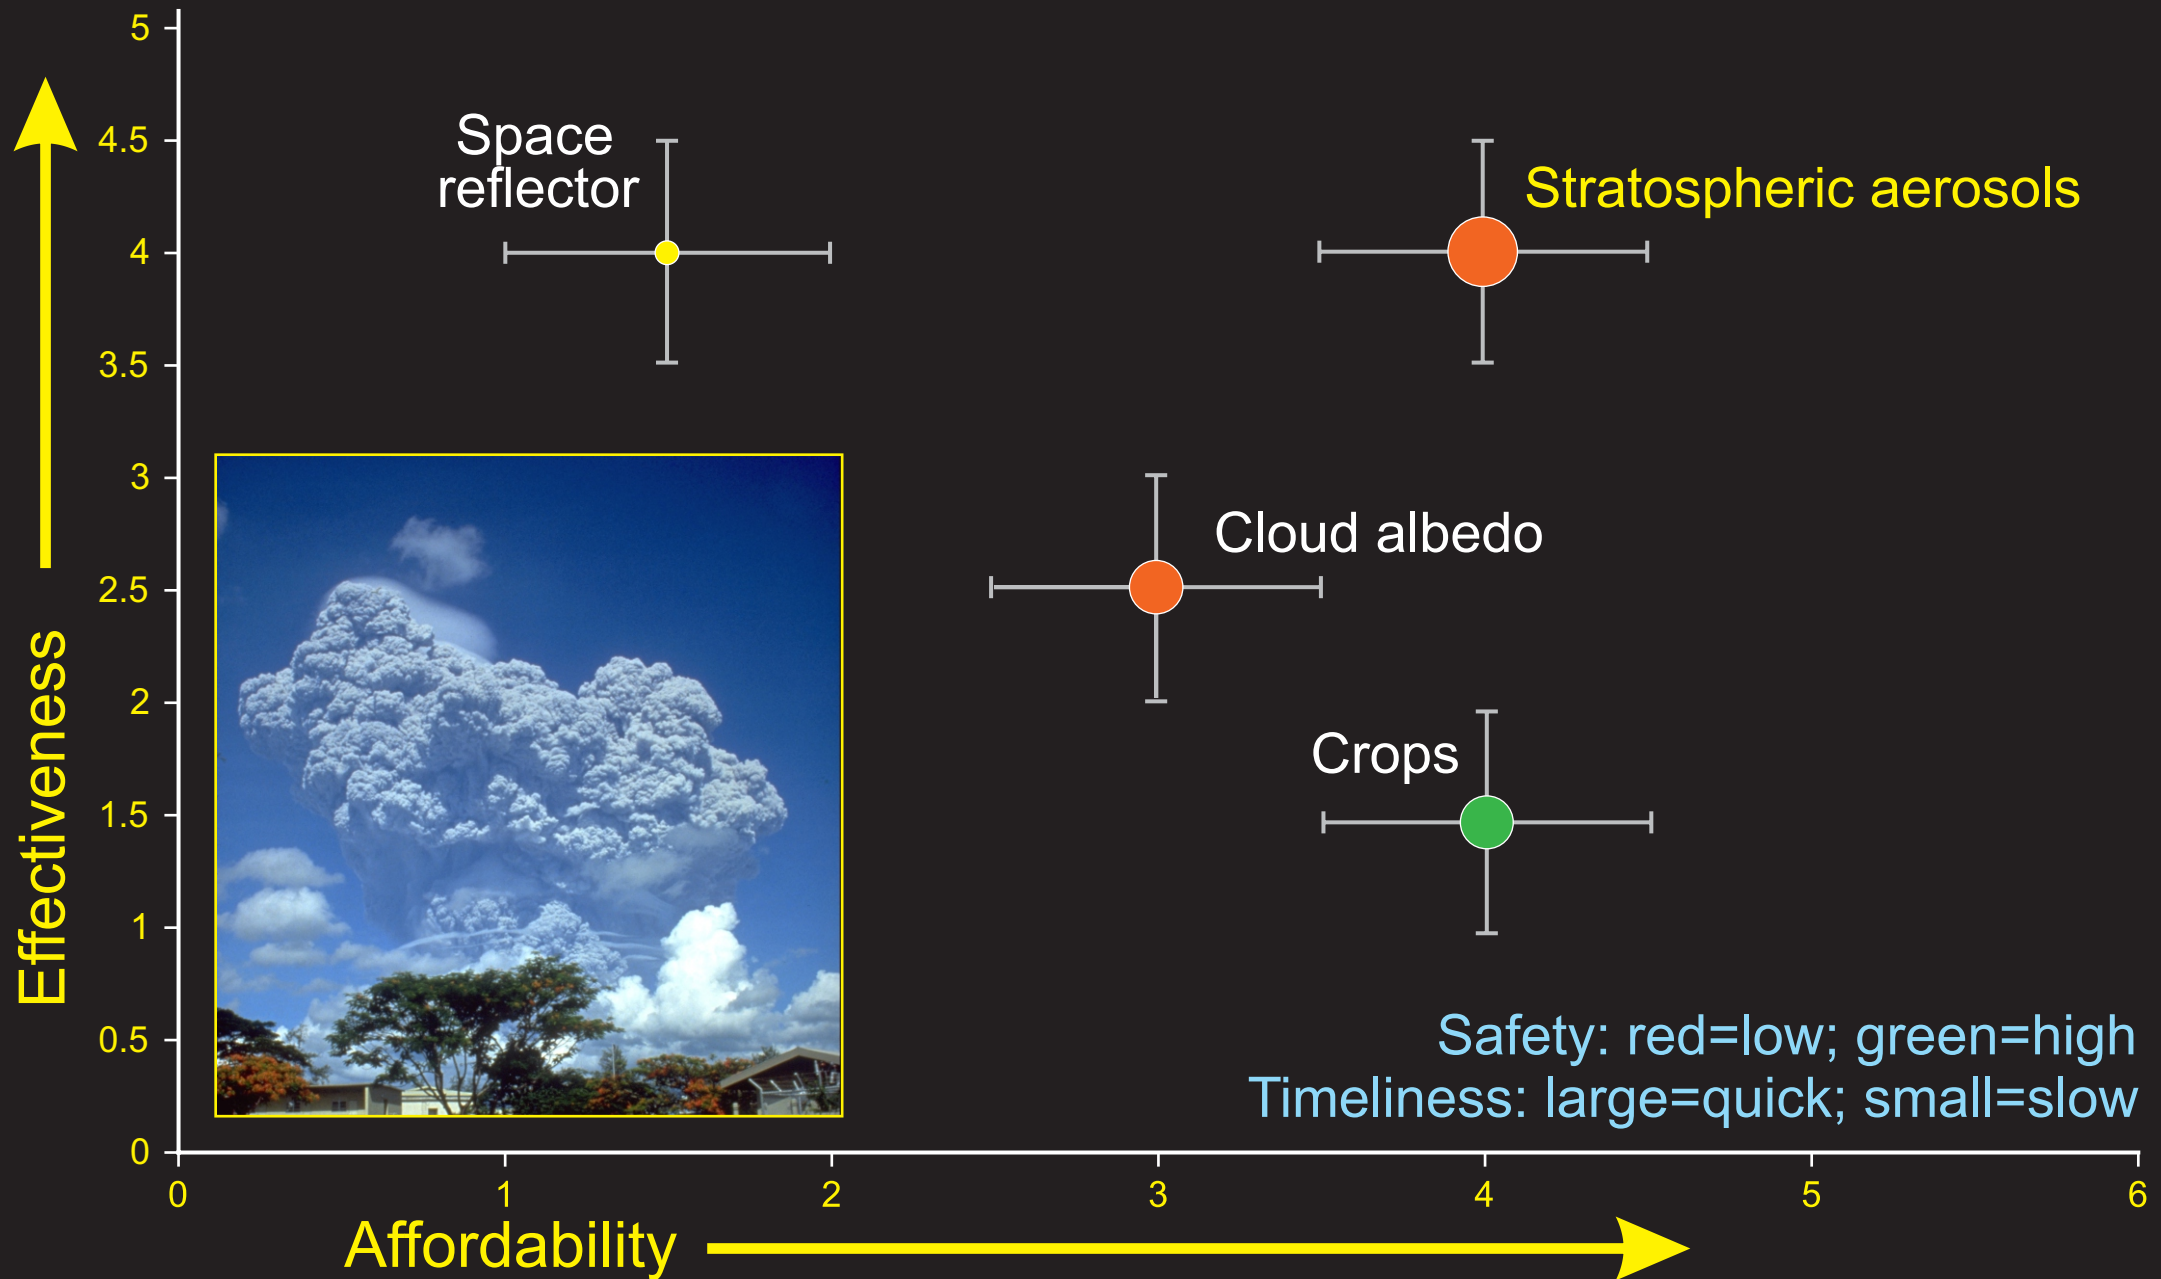 5
4.5
4
3.5
3
2.5
2
1.5
1
0.5
0
Effectiveness
Space
reflector
Stratospheric aerosols
Cloud albedo
Crops
Safety: red=low; green=high
Timeliness: large=quick; small=slow
0 1 2 3 4 5 6
Affordability